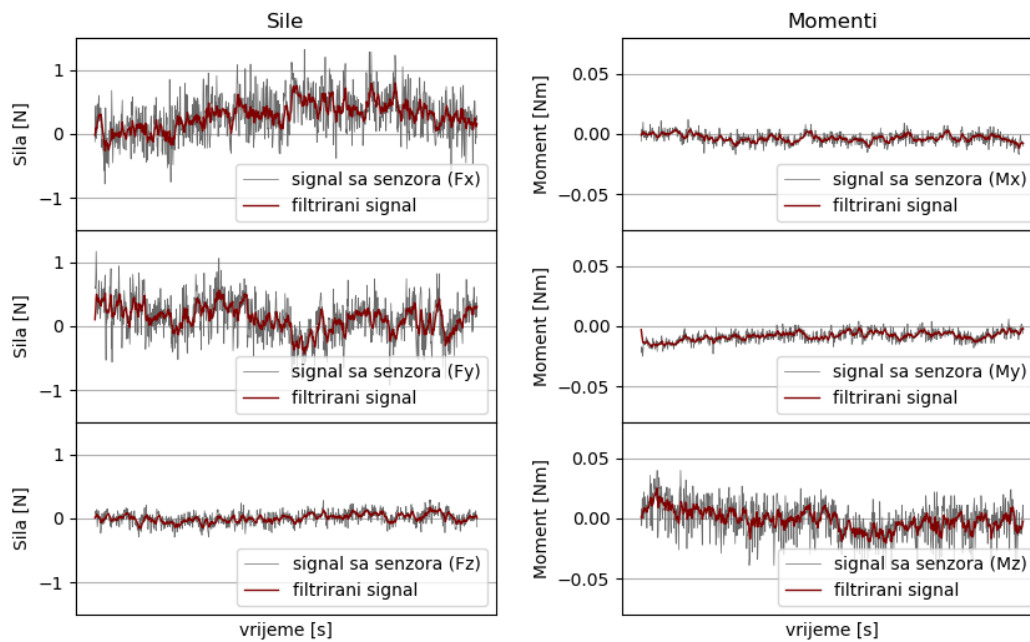 Sile
Sila [N]
1
0
−1
signal sa senzora (Fx)
filtrirani signal
Sila [N]
1
0
−1
signal sa senzora (Fy)
filtrirani signal
Sila [N]
1
0
−1
signal sa senzora (Fz)
filtrirani signal
vrijeme [s]
Momenti
Moment [Nm]
0.05
0.00
−0.05
signal sa senzora (Mx)
filtrirani signal
Moment [Nm]
0.05
0.00
−0.05
signal sa senzora (My)
filtrirani signal
Moment [Nm]
0.05
0.00
−0.05
signal sa senzora (Mz)
filtrirani signal
vrijeme [s]